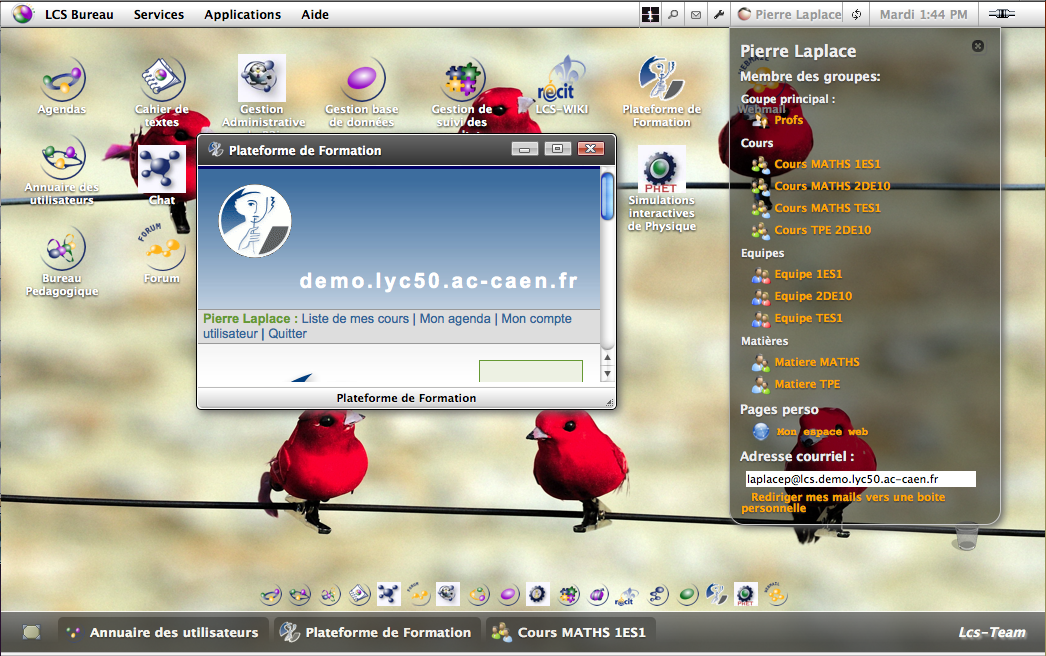 LCS Bureau Services Applications Aide
Pierre Laplace
Mardi 1:44 PM
Agendas
Cahier de
textes
Gestion
Administrative
Gestion base
de données
Gestion de
suivi des
récit
LCS-WIKI
Plateforme de
Formation
Webmail
Annuaire des
utilisateurs
Chat
PHET
Simulations
interactives
de Physique
Bureau
Pedagogique
FORUM
Forum
Plateforme de Formation
demo.lyc50.ac-caen.fr
Pierre Laplace : Liste de mes cours | Mon agenda | Mon compte
utilisateur | Quitter
Plateforme de Formation
Pierre Laplace
Membre des groupes:
Goupe principal :
Profs
Cours
Cours MATHS 1ES1
Cours MATHS 2DE10
Cours MATHS TES1
Cours TPE 2DE10
Equipes
Equipe 1ES1
Equipe 2DE10
Equipe TES1
Matières
Matiere MATHS
Matiere TPE
Pages perso
Mon espace web
Adresse courriel :
laplacep@lcs.demo.lyc50.ac-caen.fr
Rediriger mes mails vers une boite
personnelle
récit
PHET
Annuaire des utilisateurs
Plateforme de Formation
Cours MATHS 1ES1
Lcs-Team